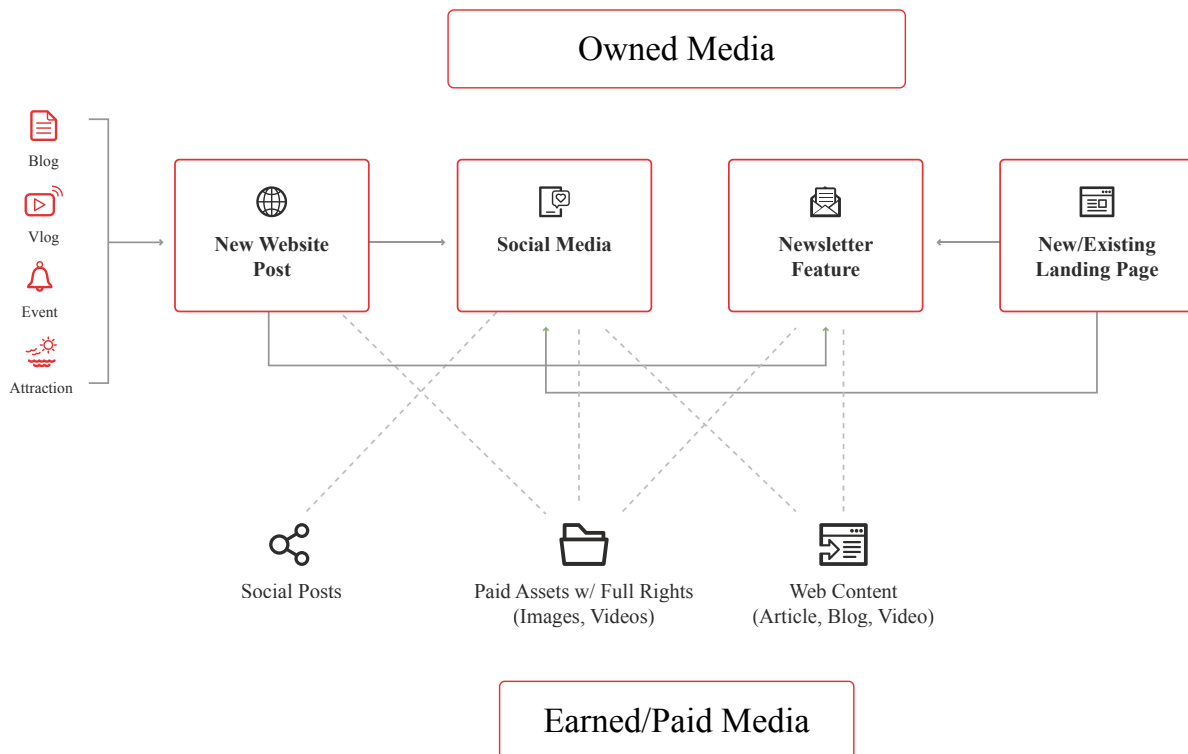 Owned Media
Blog
Vlog
Event
Attraction
New Website
Post
Social Media
Newsletter
Feature
New/Existing
Landing Page
Social Posts
Paid Assets w/ Full Rights
(Images, Videos)
Web Content
(Article, Blog, Video)
Earned/Paid Media